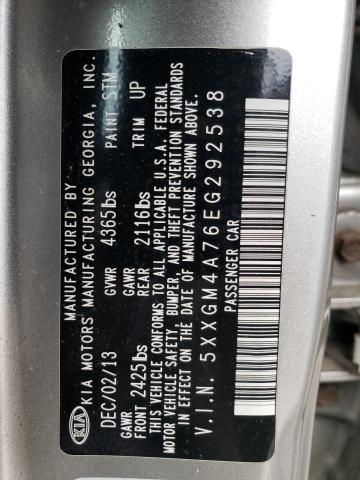 KIA
MANUFACTURED BY
KIA MOTORS MANUFACTURING GEORGIA, INC.
DEC/02/13 GVWR 4365lbs PAINT STM
GAWR FRONT 2425lbs GAWR REAR 2116lbs TRIM UP
THIS VEHICLE CONFORMS TO ALL APPLICABLE U.S.A. FEDERAL
MOTOR VEHICLE SAFETY, BUMPER, AND THEFT PREVENTION STANDARDS
IN EFFECT ON THE DATE OF MANUFACTURE SHOWN ABOVE.
V.I.N. 5XXGM4A76EG292538
PASSENGER CAR